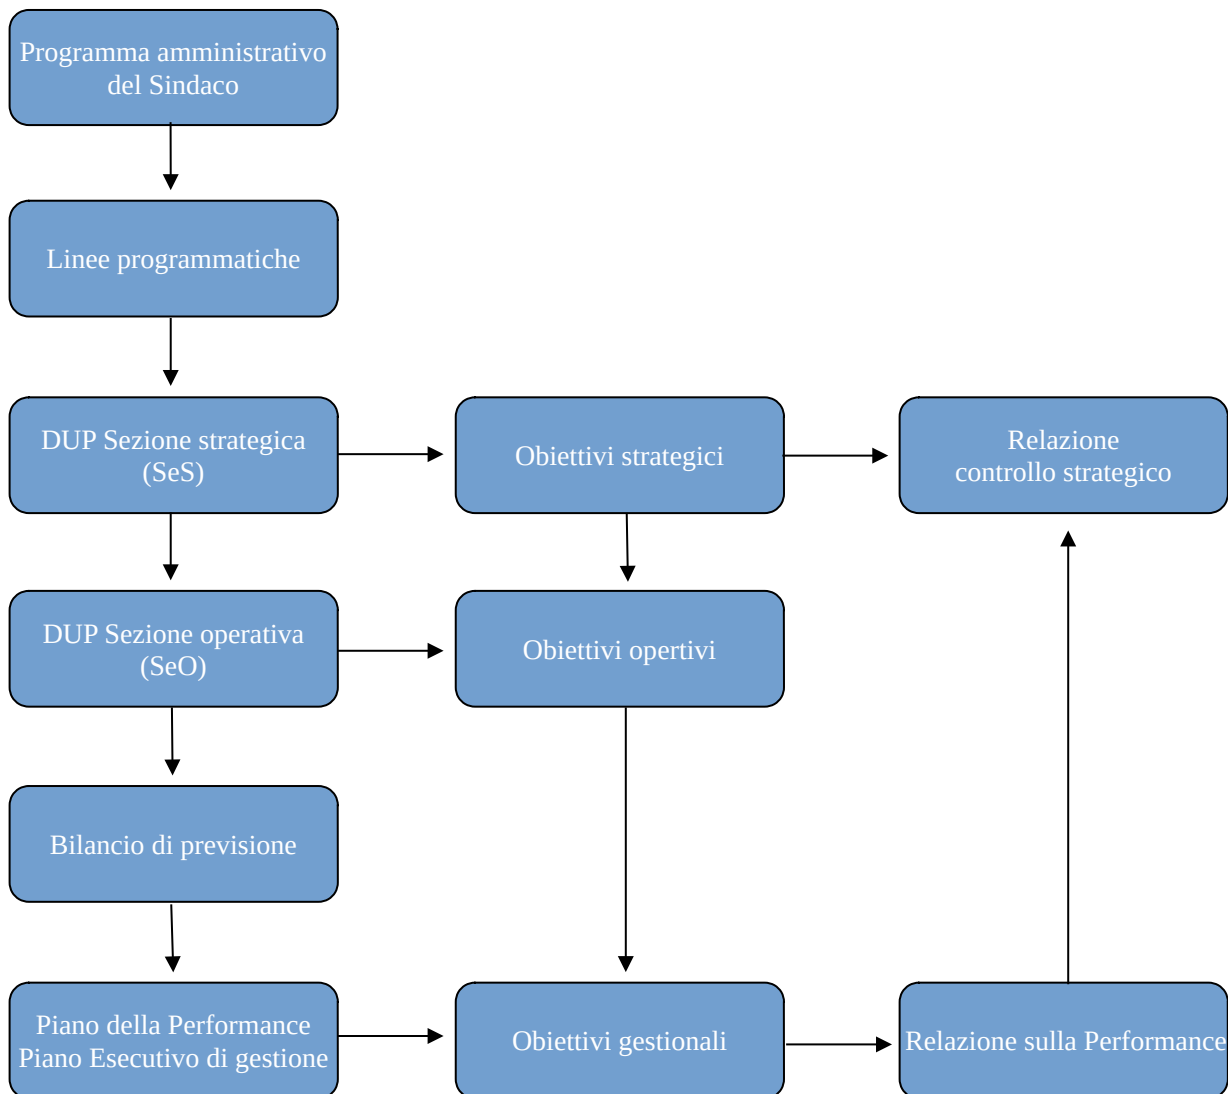 Programma amministrativo
del Sindaco
Linee programmatiche
DUP Sezione strategica
(SeS)
Obiettivi strategici
Relazione
controllo strategico
DUP Sezione operativa
(SeO)
Obiettivi opertivi
Bilancio di previsione
Piano della Performance
Piano Esecutivo di gestione
Obiettivi gestionali
Relazione sulla Performance